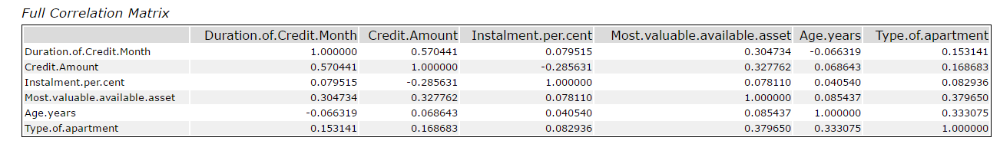 Full Correlation Matrix
Duration.of.Credit.Month Credit.Amount Instalment.per.cent Most.valuable.available.asset Age.years Type.of.apartment
Duration.of.Credit.Month 1.000000 0.570441 0.079515 0.304734 -0.066319 0.153141
Credit.Amount 0.570441 1.000000 -0.285631 0.327762 0.068643 0.168683
Instalment.per.cent 0.079515 -0.285631 1.000000 0.078110 0.040540 0.082936
Most.valuable.available.asset 0.304734 0.327762 0.078110 1.000000 0.085437 0.379650
Age.years -0.066319 0.068643 0.040540 0.085437 1.000000 0.333075
Type.of.apartment 0.153141 0.168683 0.082936 0.379650 0.333075 1.000000